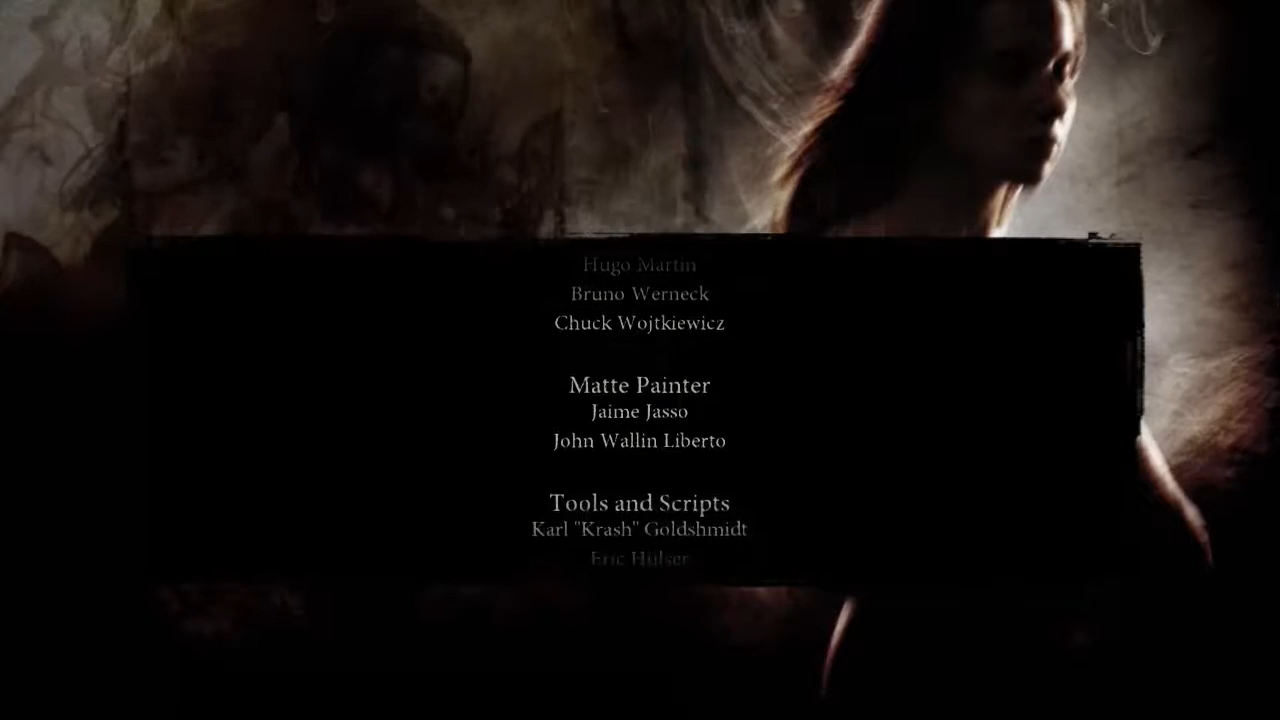 Hugo Martin
Bruno Werneck
Chuck Wojtkiewicz
Matte Painter
Jaime Jasso
John Wallin Liberto
Tools and Scripts
Karl "Krash" Goldshmidt
Eric Hulser